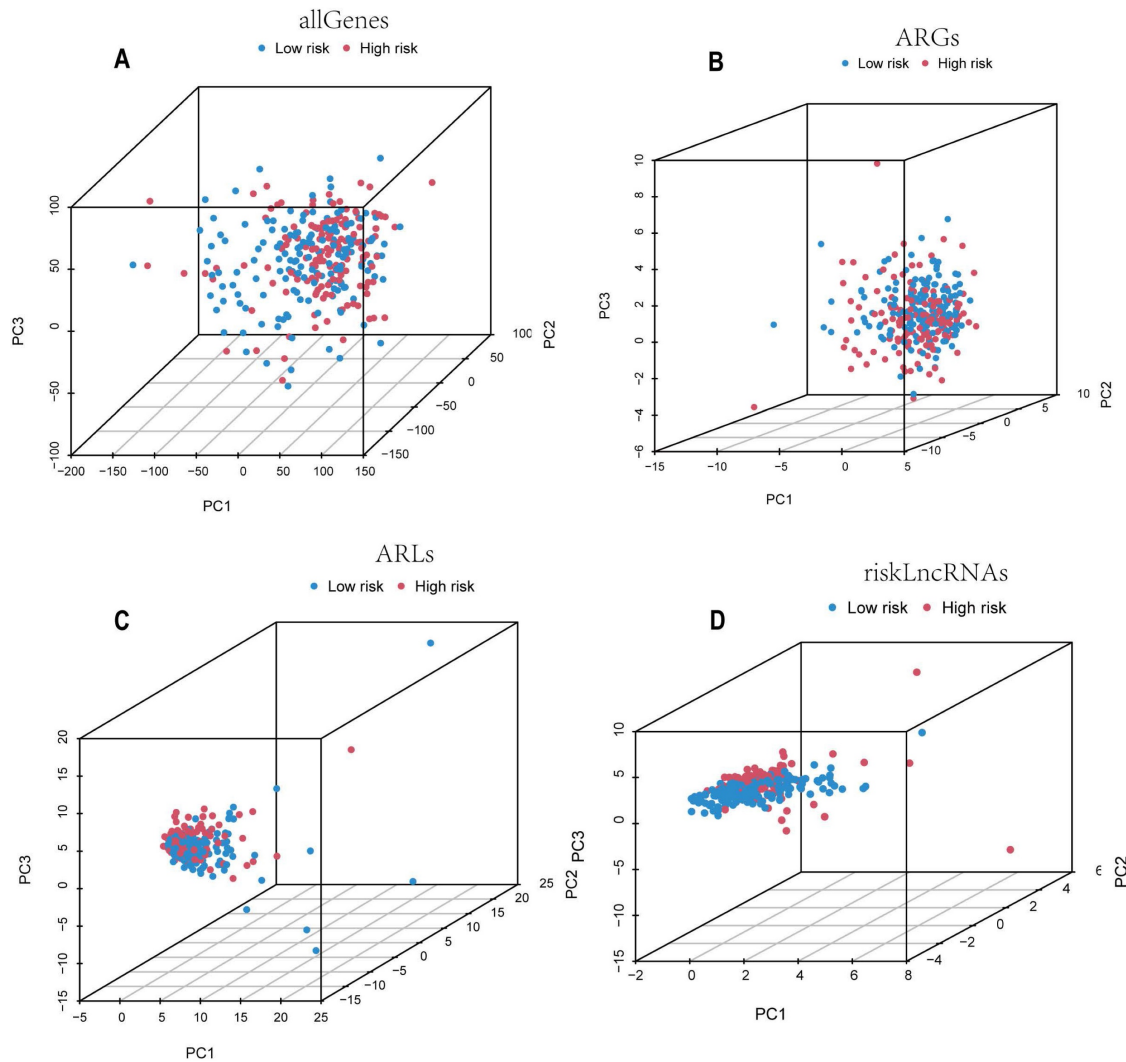 allGenes
Low risk High risk
A
PC3
100
50
0
−50
−100
−200 −150 −100 −50 0 50 100 150
PC1
−150
−100
−50
0
50
100
PC2
ARGs
Low risk High risk
B
PC3
10
8
6
4
2
0
−2
−4
−6
−15 −10 −5 0 5
PC1
−10
−5
0
5
10
PC2
ARLs
Low risk High risk
C
PC3
20
15
10
5
0
−5
−10
−15
−5 0 5 10 15 20 25
PC1
−15
−10
−5
0
5
10
15
20
25
PC2
riskLncRNAs
Low risk High risk
D
PC3
10
5
0
−5
−10
−15
−2 0 2 4 6 8
PC1
−4
−2
0
2
4
6
PC2